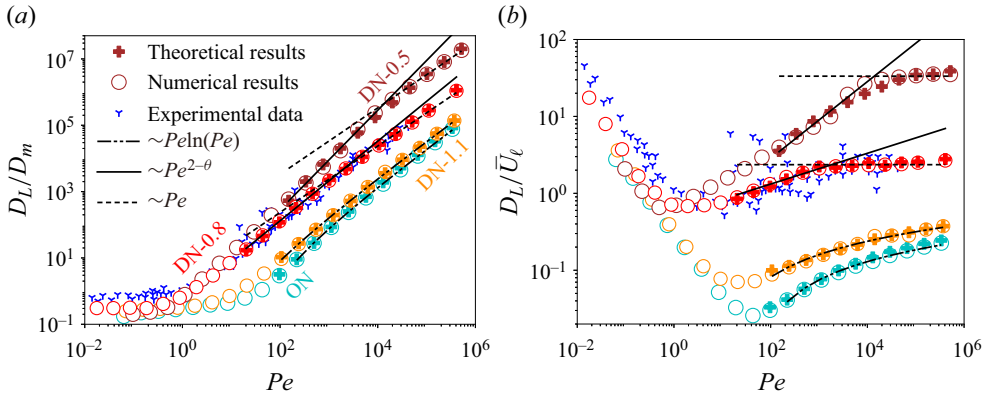 (a)
(b)
Theoretical results
Numerical results
Experimental data
~Peln(Pe)
~Pe^{2−θ}
~Pe
DN-0.5
DN-0.8
DN-1.1
ON
D_L/D_m
10^7
10^5
10^3
10^1
10^{−1}
10^{−2}
10^0
10^2
10^4
10^6
Pe
D_L/U̅_ℓ
10^2
10^1
10^0
10^{−1}
10^{−2}
10^0
10^2
10^4
10^6
Pe